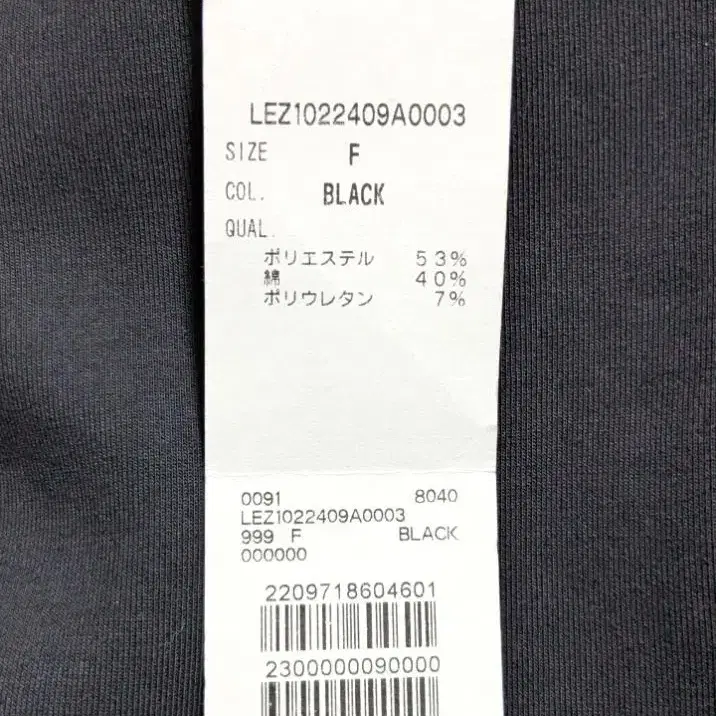 LEZ1022409A0003
SIZE F
COL. BLACK
QUAL.
ポリエステル 53%
綿 40%
ポリウレタン 7%
0091 8040
LEZ1022409A0003
999 F BLACK
000000
2209718604601
2300000090000